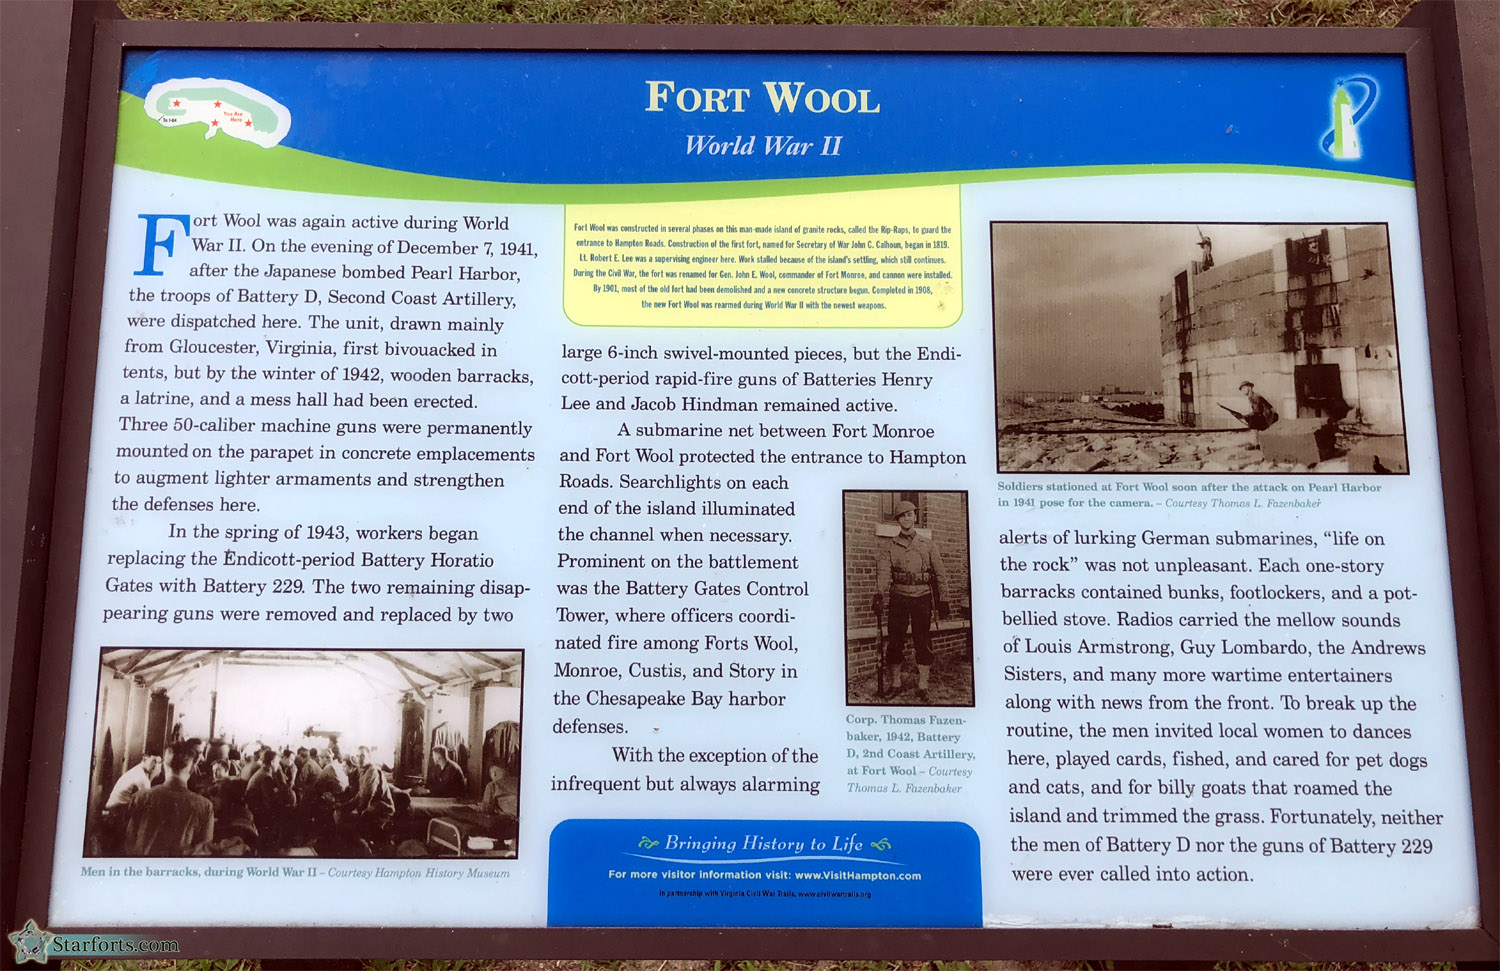 FORT WOOL
World War II
To I-64
You Are
Here
Fort Wool was again active during World
War II. On the evening of December 7, 1941,
after the Japanese bombed Pearl Harbor,
the troops of Battery D, Second Coast Artillery,
were dispatched here. The unit, drawn mainly
from Gloucester, Virginia, first bivouacked in
tents, but by the winter of 1942, wooden barracks,
a latrine, and a mess hall had been erected.
Three 50-caliber machine guns were permanently
mounted on the parapet in concrete emplacements
to augment lighter armaments and strengthen
the defenses here.
In the spring of 1943, workers began
replacing the Endicott-period Battery Horatio
Gates with Battery 229. The two remaining disap-
pearing guns were removed and replaced by two
Men in the barracks, during World War II – Courtesy Hampton History Museum
Fort Wool was constructed in several phases on this man-made island of granite rocks, called the Rip-Raps, to guard the
entrance to Hampton Roads. Construction of the first fort, named for Secretary of War John C. Calhoun, began in 1819.
Lt. Robert E. Lee was a supervising engineer here. Work stalled because of the island's settling, which still continues.
During the Civil War, the fort was renamed for Gen. John E. Wool, commander of Fort Monroe, and cannon were installed.
By 1901, most of the old fort had been demolished and a new concrete structure begun. Completed in 1908,
the new Fort Wool was rearmed during World War II with the newest weapons.
large 6-inch swivel-mounted pieces, but the Endi-
cott-period rapid-fire guns of Batteries Henry
Lee and Jacob Hindman remained active.
A submarine net between Fort Monroe
and Fort Wool protected the entrance to Hampton
Roads. Searchlights on each
end of the island illuminated
the channel when necessary.
Prominent on the battlement
was the Battery Gates Control
Tower, where officers coordi-
nated fire among Forts Wool,
Monroe, Custis, and Story in
the Chesapeake Bay harbor
defenses.
With the exception of the
infrequent but always alarming
Corp. Thomas Fazen-
baker, 1942, Battery
D, 2nd Coast Artillery,
at Fort Wool – Courtesy
Thomas L. Fazenbaker
Bringing History to Life
For more visitor information visit: www.VisitHampton.com
In partnership with Virginia Civil War Trails, www.civilwartrails.org
Soldiers stationed at Fort Wool soon after the attack on Pearl Harbor
in 1941 pose for the camera. – Courtesy Thomas L. Fazenbaker
alerts of lurking German submarines, “life on
the rock” was not unpleasant. Each one-story
barracks contained bunks, footlockers, and a pot-
bellied stove. Radios carried the mellow sounds
of Louis Armstrong, Guy Lombardo, the Andrews
Sisters, and many more wartime entertainers
along with news from the front. To break up the
routine, the men invited local women to dances
here, played cards, fished, and cared for pet dogs
and cats, and for billy goats that roamed the
island and trimmed the grass. Fortunately, neither
the men of Battery D nor the guns of Battery 229
were ever called into action.
Starforts.com